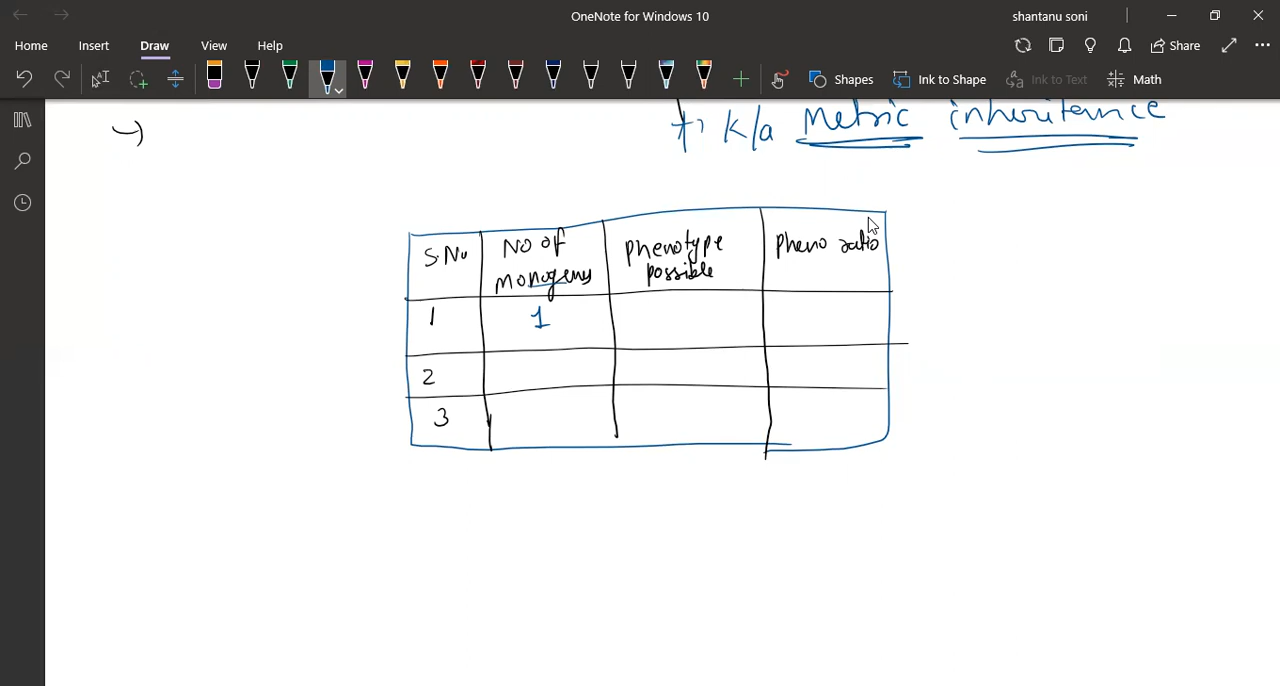 OneNote for Windows 10
shantanu soni
Home Insert Draw View Help
Share
Shapes Ink to Shape Ink to Text Math
k/a Metric inheritance
S.No No of monogens Phenotype possible Pheno ratio
1 1
2
3